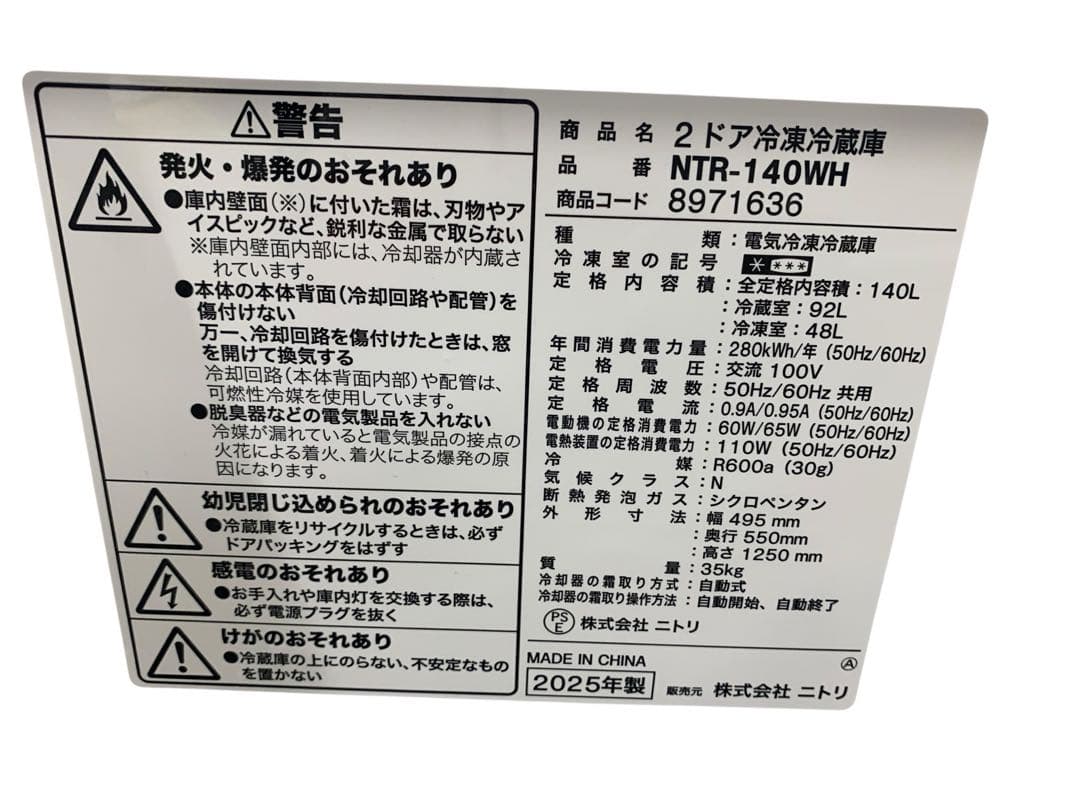 ⚠警告
発火・爆発のおそれあり
●庫内壁面(※)に付いた霜は、刃物やア
イスピックなど、鋭利な金属で取らない
※庫内壁面内部には、冷却器が内蔵さ
れています。
●本体の本体背面(冷却回路や配管)を
傷付けない
万一、冷却回路を傷付けたときは、窓
を開けて換気する
冷却回路(本体背面内部)や配管は、
可燃性冷媒を使用しています。
●脱臭器などの電気製品を入れない
冷媒が漏れていると電気製品の接点の
火花による着火、着火による爆発の原
因になります。
幼児閉じ込められのおそれあり
●冷蔵庫をリサイクルするときは、必ず
ドアパッキングをはずす
感電のおそれあり
●お手入れや庫内灯を交換する際は、
必ず電源プラグを抜く
けがのおそれあり
●冷蔵庫の上にのらない、不安定なもの
を置かない
商品名 2ドア冷凍冷蔵庫
品番 NTR-140WH
商品コード 8971636
種類:電気冷凍冷蔵庫
冷凍室の記号 * ***
定格内容積:全定格内容積:140L
:冷蔵室:92L
:冷凍室:48L
年間消費電力量:280kWh/年(50Hz/60Hz)
定格電圧:交流 100V
定格周波数:50Hz/60Hz 共用
定格電流:0.9A/0.95A(50Hz/60Hz)
電動機の定格消費電力:60W/65W(50Hz/60Hz)
電熱装置の定格消費電力:110W(50Hz/60Hz)
冷媒:R600a(30g)
気候クラス:N
断熱発泡ガス:シクロペンタン
外形寸法:幅 495 mm
:奥行 550mm
:高さ 1250 mm
質量:35kg
冷却器の霜取り方式:自動式
冷却器の霜取り操作方法:自動開始、自動終了
PSE 株式会社 ニトリ
MADE IN CHINA Ⓐ
2025年製 販売元 株式会社 ニトリ